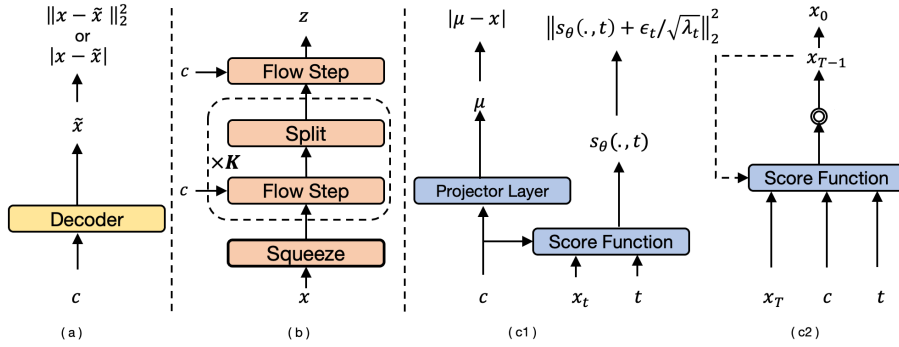 ‖x − x̃ ‖₂²
or
|x − x̃|
x̃
Decoder
c
(a)
z
c
Flow Step
Split
×K
c
Flow Step
Squeeze
x
(b)
|μ − x|
μ
Projector Layer
‖s_θ(.,t) + ϵ_t/√λ_t‖₂²
s_θ(.,t)
Score Function
c
x_t
t
(c1)
x_0
x_{T−1}
Score Function
x_T
c
t
(c2)